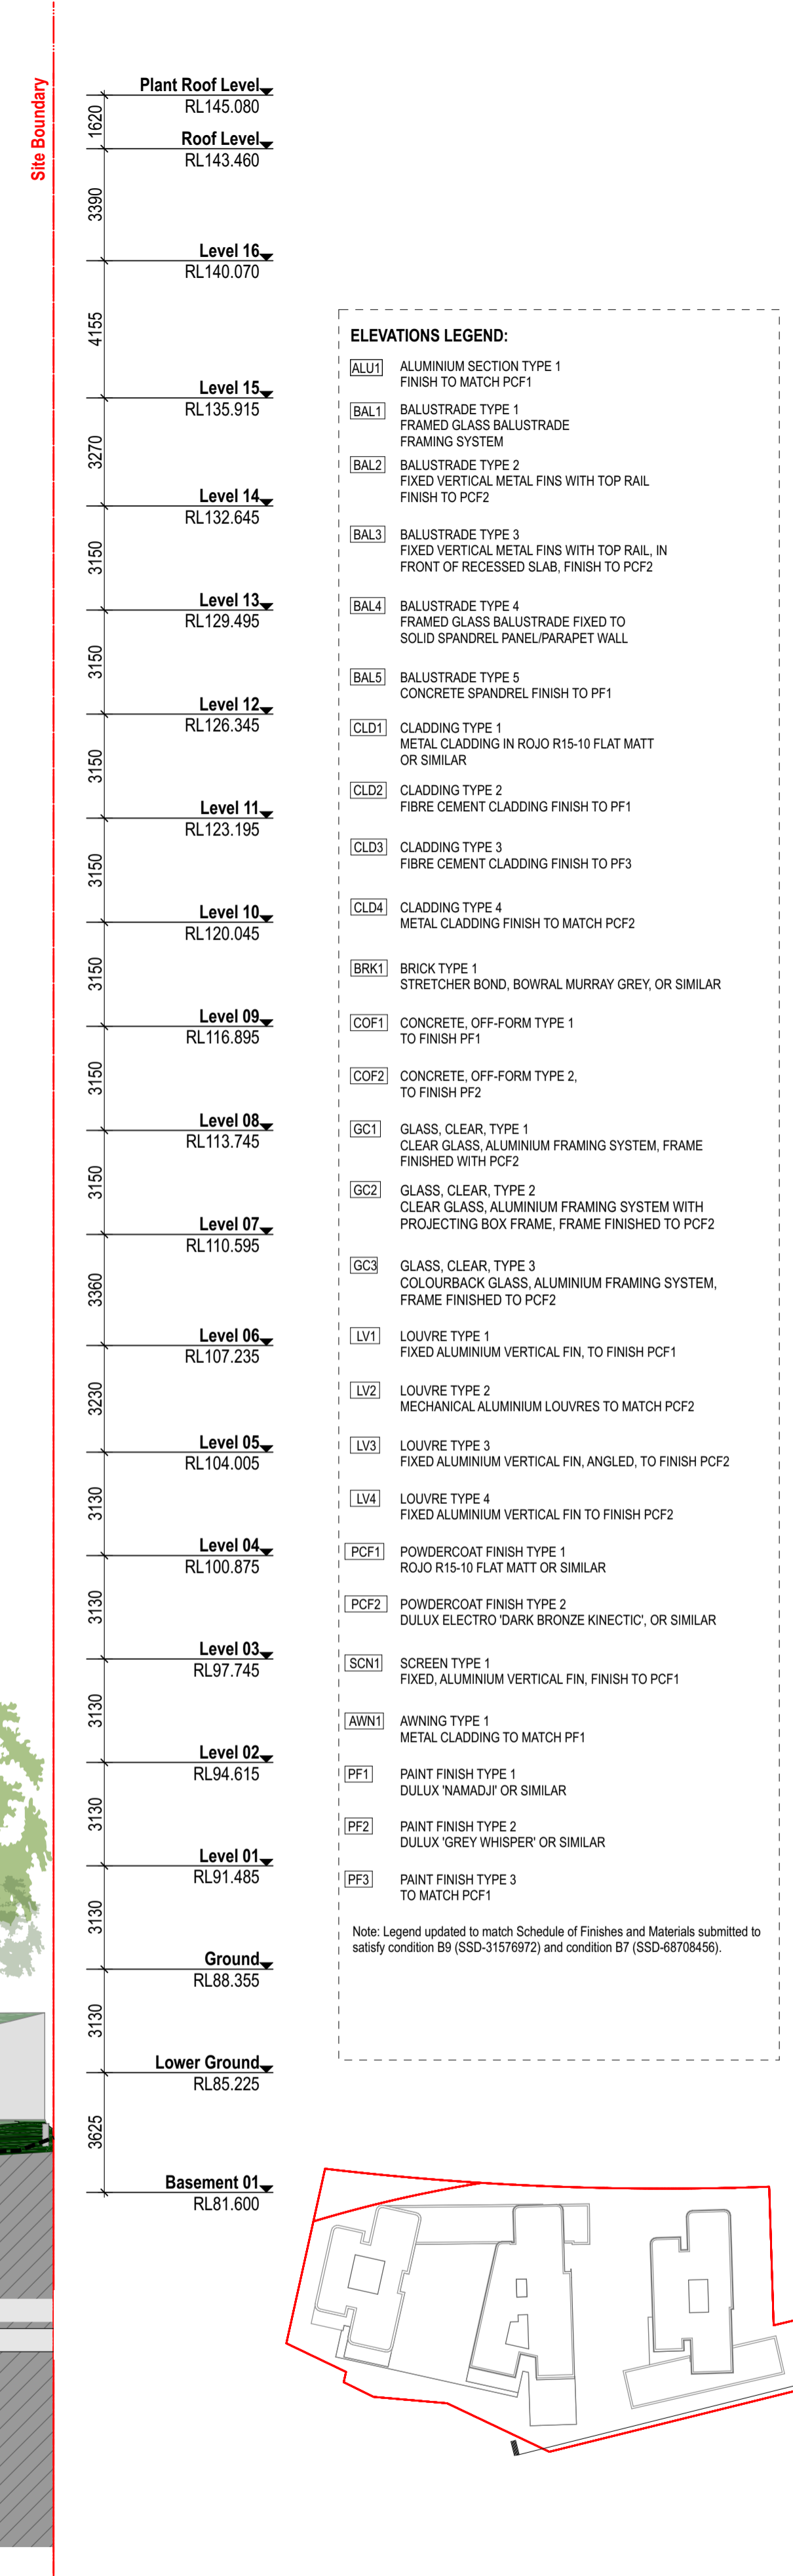 Site Boundary
Plant Roof Level
RL145.080
1620
Roof Level
RL143.460
3390
Level 16
RL140.070
4155
Level 15
RL135.915
3270
Level 14
RL132.645
3150
Level 13
RL129.495
3150
Level 12
RL126.345
3150
Level 11
RL123.195
3150
Level 10
RL120.045
3150
Level 09
RL116.895
3150
Level 08
RL113.745
3150
Level 07
RL110.595
3360
Level 06
RL107.235
3230
Level 05
RL104.005
3130
Level 04
RL100.875
3130
Level 03
RL97.745
3130
Level 02
RL94.615
3130
Level 01
RL91.485
3130
Ground
RL88.355
3130
Lower Ground
RL85.225
3625
Basement 01
RL81.600
ELEVATIONS LEGEND:
ALU1 ALUMINIUM SECTION TYPE 1
FINISH TO MATCH PCF1
BAL1 BALUSTRADE TYPE 1
FRAMED GLASS BALUSTRADE
FRAMING SYSTEM
BAL2 BALUSTRADE TYPE 2
FIXED VERTICAL METAL FINS WITH TOP RAIL
FINISH TO PCF2
BAL3 BALUSTRADE TYPE 3
FIXED VERTICAL METAL FINS WITH TOP RAIL, IN
FRONT OF RECESSED SLAB, FINISH TO PCF2
BAL4 BALUSTRADE TYPE 4
FRAMED GLASS BALUSTRADE FIXED TO
SOLID SPANDREL PANEL/PARAPET WALL
BAL5 BALUSTRADE TYPE 5
CONCRETE SPANDREL FINISH TO PF1
CLD1 CLADDING TYPE 1
METAL CLADDING IN ROJO R15-10 FLAT MATT
OR SIMILAR
CLD2 CLADDING TYPE 2
FIBRE CEMENT CLADDING FINISH TO PF1
CLD3 CLADDING TYPE 3
FIBRE CEMENT CLADDING FINISH TO PF3
CLD4 CLADDING TYPE 4
METAL CLADDING FINISH TO MATCH PCF2
BRK1 BRICK TYPE 1
STRETCHER BOND, BOWRAL MURRAY GREY, OR SIMILAR
COF1 CONCRETE, OFF-FORM TYPE 1
TO FINISH PF1
COF2 CONCRETE, OFF-FORM TYPE 2,
TO FINISH PF2
GC1 GLASS, CLEAR, TYPE 1
CLEAR GLASS, ALUMINIUM FRAMING SYSTEM, FRAME
FINISHED WITH PCF2
GC2 GLASS, CLEAR, TYPE 2
CLEAR GLASS, ALUMINIUM FRAMING SYSTEM WITH
PROJECTING BOX FRAME, FRAME FINISHED TO PCF2
GC3 GLASS, CLEAR, TYPE 3
COLOURBACK GLASS, ALUMINIUM FRAMING SYSTEM,
FRAME FINISHED TO PCF2
LV1 LOUVRE TYPE 1
FIXED ALUMINIUM VERTICAL FIN, TO FINISH PCF1
LV2 LOUVRE TYPE 2
MECHANICAL ALUMINIUM LOUVRES TO MATCH PCF2
LV3 LOUVRE TYPE 3
FIXED ALUMINIUM VERTICAL FIN, ANGLED, TO FINISH PCF2
LV4 LOUVRE TYPE 4
FIXED ALUMINIUM VERTICAL FIN TO FINISH PCF2
PCF1 POWDERCOAT FINISH TYPE 1
ROJO R15-10 FLAT MATT OR SIMILAR
PCF2 POWDERCOAT FINISH TYPE 2
DULUX ELECTRO 'DARK BRONZE KINECTIC', OR SIMILAR
SCN1 SCREEN TYPE 1
FIXED, ALUMINIUM VERTICAL FIN, FINISH TO PCF1
AWN1 AWNING TYPE 1
METAL CLADDING TO MATCH PF1
PF1 PAINT FINISH TYPE 1
DULUX 'NAMADJI' OR SIMILAR
PF2 PAINT FINISH TYPE 2
DULUX 'GREY WHISPER' OR SIMILAR
PF3 PAINT FINISH TYPE 3
TO MATCH PCF1
Note: Legend updated to match Schedule of Finishes and Materials submitted to
satisfy condition B9 (SSD-31576972) and condition B7 (SSD-68708456).